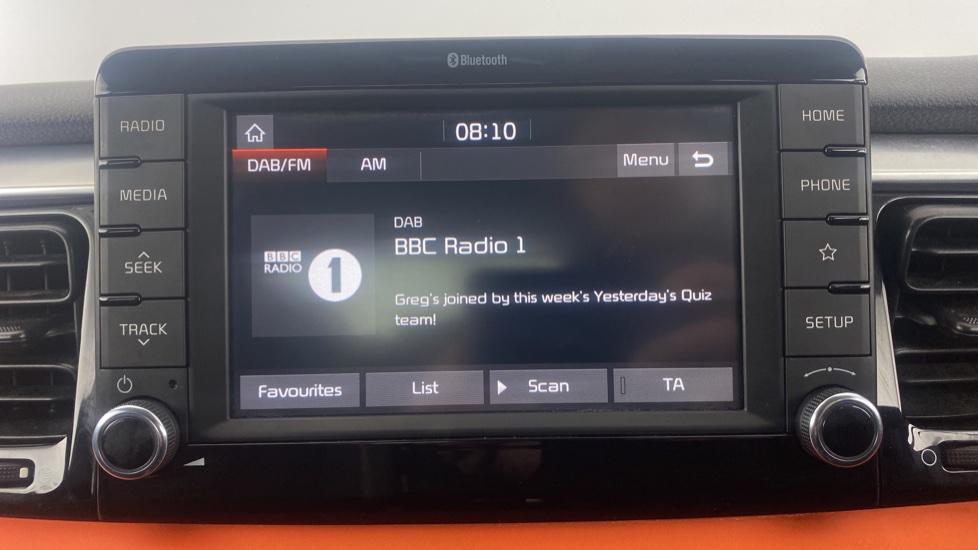 Bluetooth
RADIO
MEDIA
SEEK
TRACK
08:10
DAB/FM AM Menu
BBC
RADIO
1
DAB
BBC Radio 1
Greg's joined by this week's Yesterday's Quiz
team!
Favourites List Scan TA
HOME
PHONE
SETUP